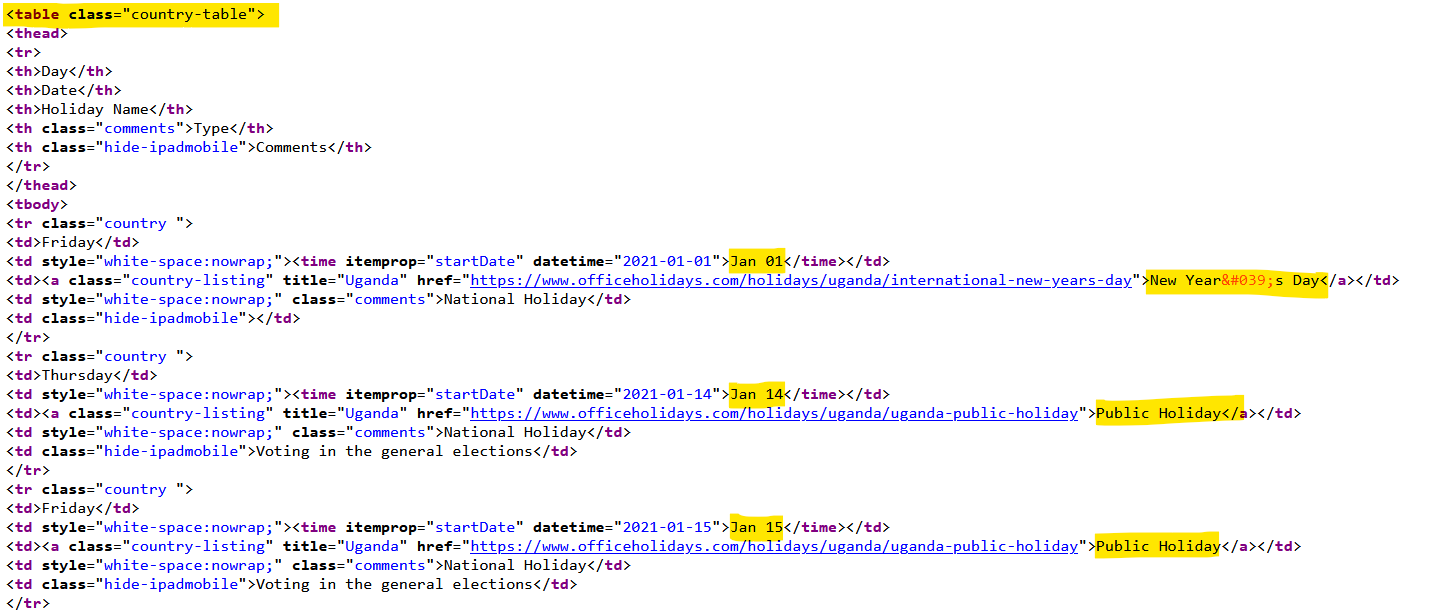 <table class="country-table">
<thead>
<tr>
<th>Day</th>
<th>Date</th>
<th>Holiday Name</th>
<th class="comments">Type</th>
<th class="hide-ipadmobile">Comments</th>
</tr>
</thead>
<tbody>
<tr class="country ">
<td>Friday</td>
<td style="white-space:nowrap;"><time itemprop="startDate" datetime="2021-01-01">Jan 01</time></td>
<td><a class="country-listing" title="Uganda" href="https://www.officeholidays.com/holidays/uganda/international-new-years-day">New Year&#039;s Day</a></td>
<td style="white-space:nowrap;" class="comments">National Holiday</td>
<td class="hide-ipadmobile"></td>
</tr>
<tr class="country ">
<td>Thursday</td>
<td style="white-space:nowrap;"><time itemprop="startDate" datetime="2021-01-14">Jan 14</time></td>
<td><a class="country-listing" title="Uganda" href="https://www.officeholidays.com/holidays/uganda/uganda-public-holiday">Public Holiday</a></td>
<td style="white-space:nowrap;" class="comments">National Holiday</td>
<td class="hide-ipadmobile">Voting in the general elections</td>
</tr>
<tr class="country ">
<td>Friday</td>
<td style="white-space:nowrap;"><time itemprop="startDate" datetime="2021-01-15">Jan 15</time></td>
<td><a class="country-listing" title="Uganda" href="https://www.officeholidays.com/holidays/uganda/uganda-public-holiday">Public Holiday</a></td>
<td style="white-space:nowrap;" class="comments">National Holiday</td>
<td class="hide-ipadmobile">Voting in the general elections</td>
</tr>